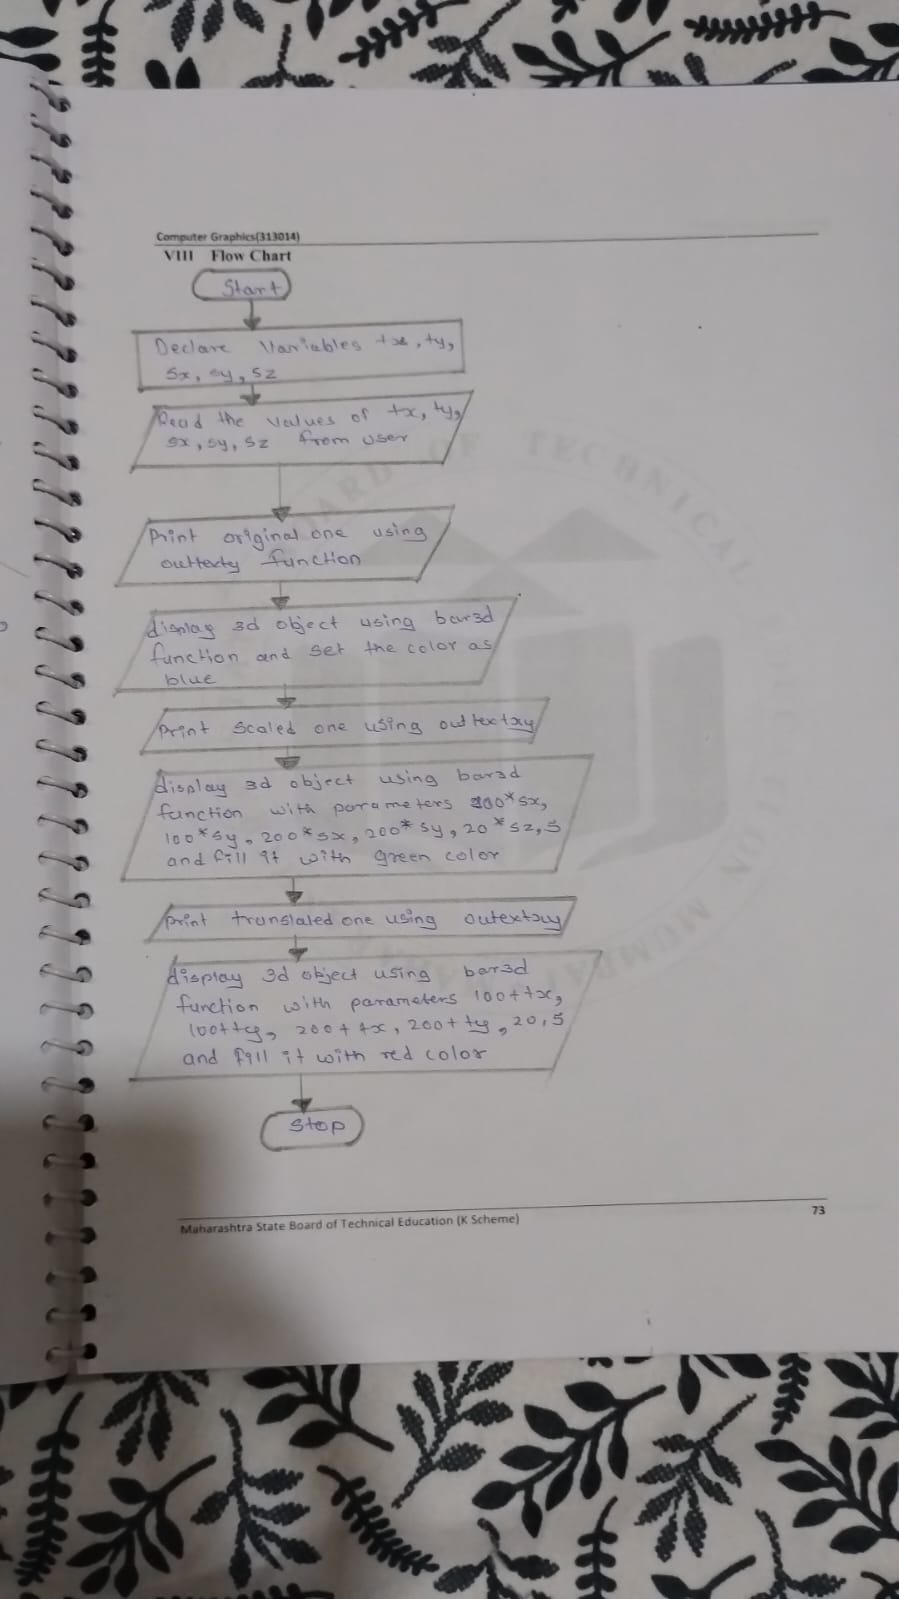 Computer Graphics(313014)
VIII Flow Chart
Start
Declare Variables tx, ty,
sx, sy, sz
Read the values of tx, ty,
sx, sy, sz from user
Print original one using
outtexty function
display 3d object using bar3d
function and set the color as
blue
Print scaled one using outtextxy
display 3d object using bar3d
function with parameters 100*sx,
100*sy, 200*sx, 200*sy, 20*sz, 5
and fill it with green color
print translated one using outextxy
display 3d object using bar3d
function with parameters 100+tx,
100+ty, 200+tx, 200+ty, 20, 5
and fill it with red color
Stop
Maharashtra State Board of Technical Education (K Scheme)
73